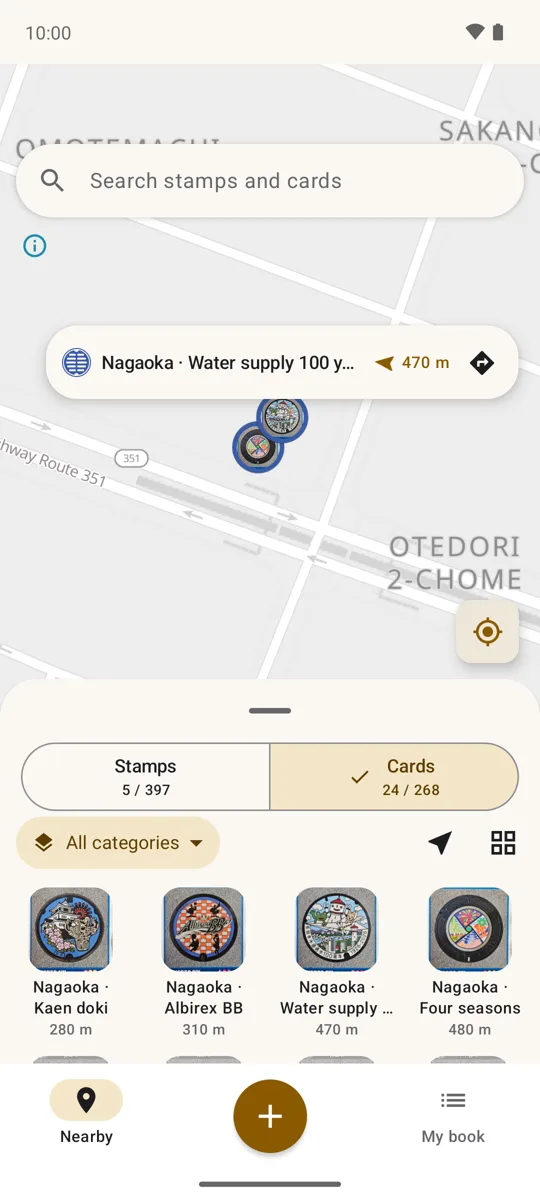 10:00
OMOTEMACHI
SAKAN
-C
Search stamps and cards
Nagaoka · Water supply 100 y…
470 m
351
hway Route 351
OTEDORI
2-CHOME
Stamps
5 / 397
Cards
24 / 268
All categories
Nagaoka ·
Kaen doki
280 m
Nagaoka ·
Albirex BB
310 m
Nagaoka ·
Water supply …
470 m
Nagaoka ·
Four seasons
480 m
Nearby
My book